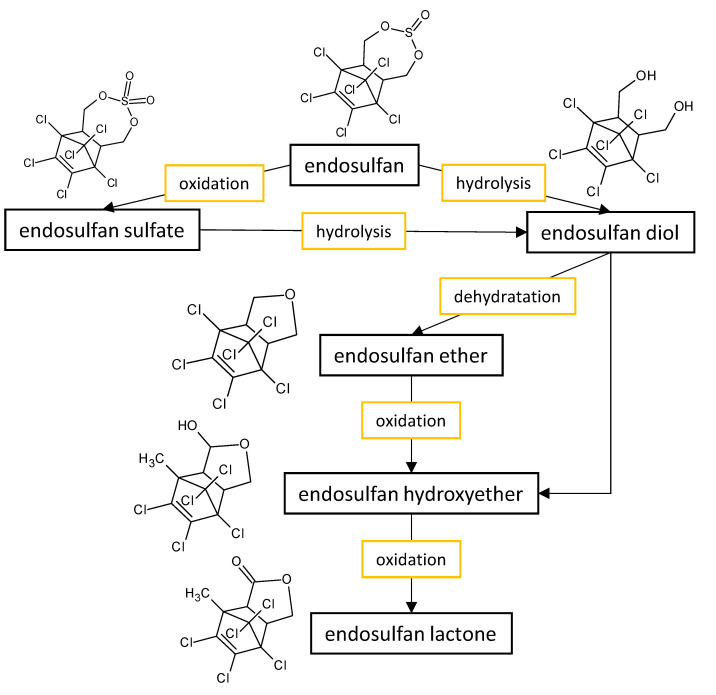 O
O
S
O
Cl
Cl
Cl
Cl
Cl
Cl
O
O
S
O
O
Cl
Cl
Cl
Cl
Cl
Cl
OH
OH
Cl
Cl
Cl
Cl
Cl
Cl
endosulfan
oxidation
hydrolysis
endosulfan sulfate
hydrolysis
endosulfan diol
dehydratation
O
Cl
Cl
Cl
Cl
Cl
Cl
endosulfan ether
oxidation
HO
O
H₃C
Cl
Cl
Cl
Cl
Cl
endosulfan hydroxyether
oxidation
O
O
H₃C
Cl
Cl
Cl
Cl
Cl
endosulfan lactone